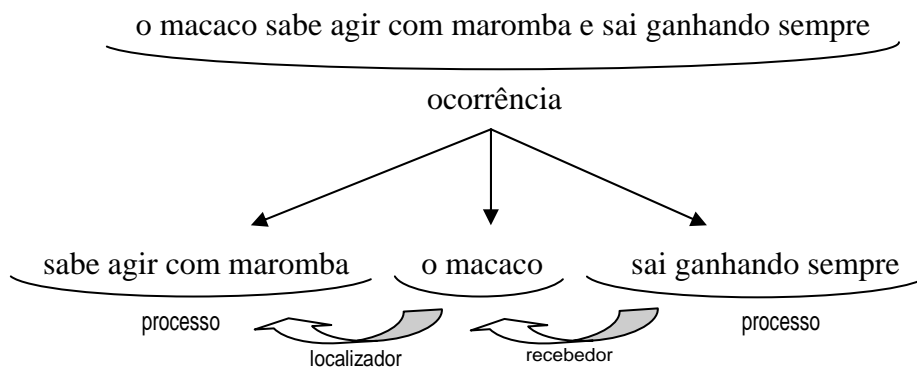 o macaco sabe agir com maromba e sai ganhando sempre
ocorrência
sabe agir com maromba o macaco sai ganhando sempre
processo localizador recebedor processo